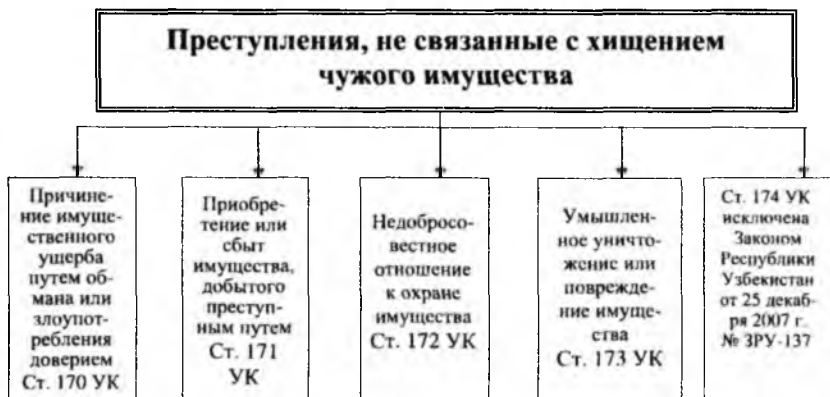 Преступления, не связанные с хищением
чужого имущества
Причине-
ние имуще-
ственного
ущерба
путем об-
мана или
злоупот-
ребления
доверием
Ст. 170 УК
Приобре-
тение или
сбыт
имущества,
добытого
преступ-
ным путем
Ст. 171
УК
Недобросо-
вестное
отношение
к охране
имущества
Ст. 172 УК
Умышлен-
ное уничто-
жение или
поврежде-
ние имуще-
ства
Ст. 173 УК
Ст. 174 УК
исключена
Законом
Республики
Узбекистан
от 25 декаб-
ря 2007 г.
№ ЗРУ-137